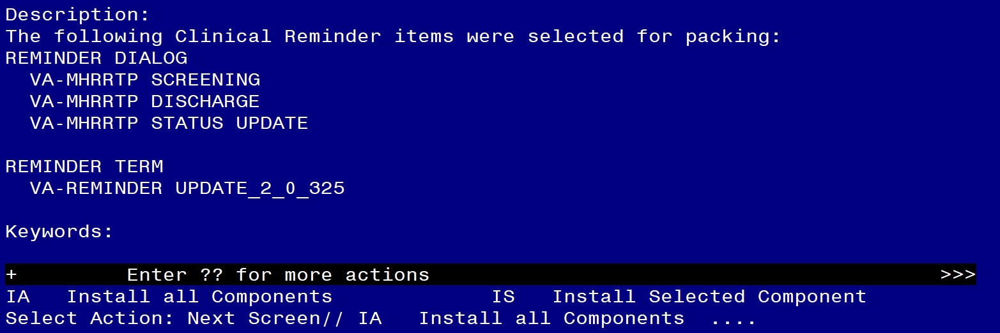 Description:
The following Clinical Reminder items were selected for packing:
REMINDER DIALOG
VA-MHRRTP SCREENING
VA-MHRRTP DISCHARGE
VA-MHRRTP STATUS UPDATE
REMINDER TERM
VA-REMINDER UPDATE_2_0_325
Keywords:
+ Enter ?? for more actions >>>
IA Install all Components IS Install Selected Component
Select Action: Next Screen// IA Install all Components ....